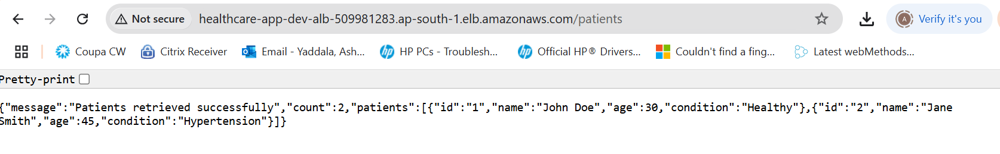 Not secure healthcare-app-dev-alb-509981283.ap-south-1.elb.amazonaws.com/patients A Verify it's you
Coupa CW Citrix Receiver Email - Yaddala, Ash... hp HP PCs - Troublesh... hp Official HP® Drivers... Couldn't find a fing... Latest webMethods...
Pretty-print
{"message":"Patients retrieved successfully","count":2,"patients":[{"id":"1","name":"John Doe","age":30,"condition":"Healthy"},{"id":"2","name":"Jane
Smith","age":45,"condition":"Hypertension"}]}